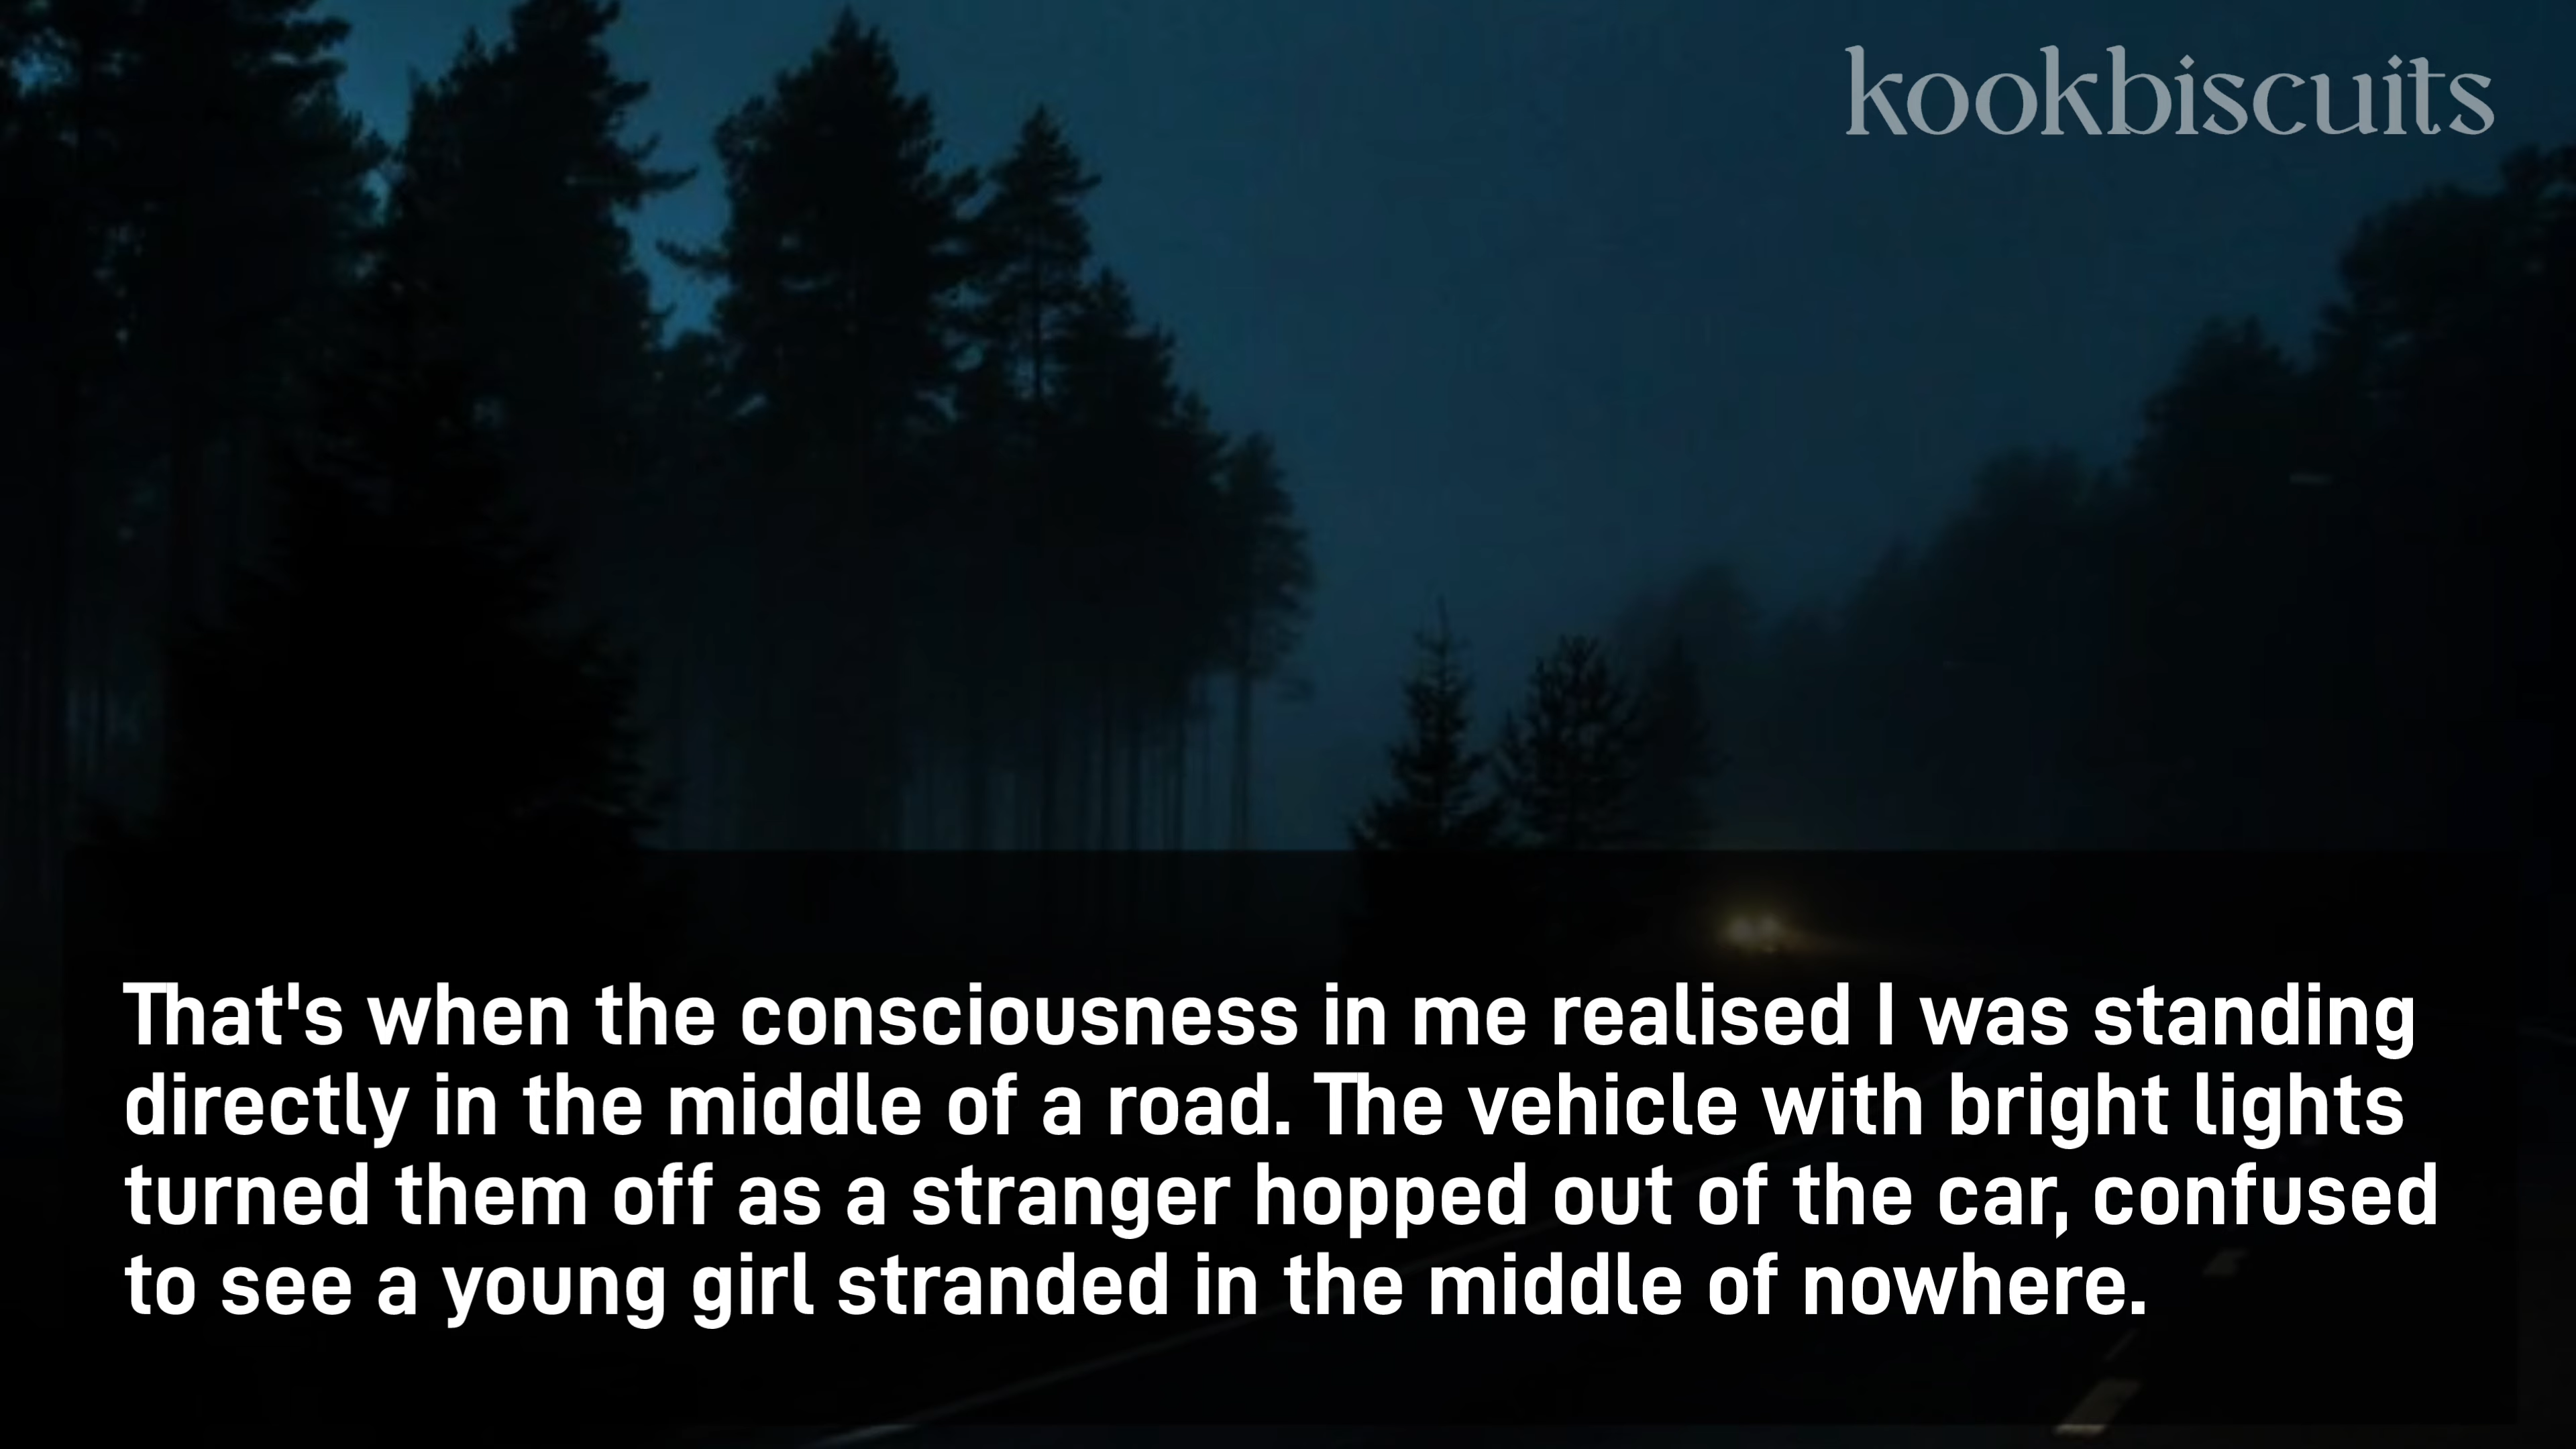 kookbiscuits
That's when the consciousness in me realised I was standing
directly in the middle of a road. The vehicle with bright lights
turned them off as a stranger hopped out of the car, confused
to see a young girl stranded in the middle of nowhere.